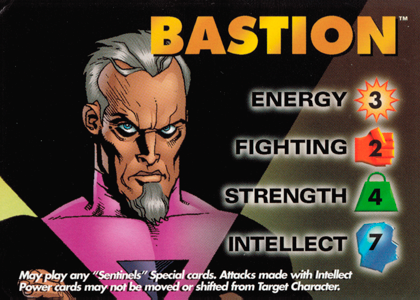 BASTION™
ENERGY 3
FIGHTING 2
STRENGTH 4
INTELLECT 7
May play any "Sentinels" Special cards. Attacks made with Intellect
Power cards may not be moved or shifted from Target Character.